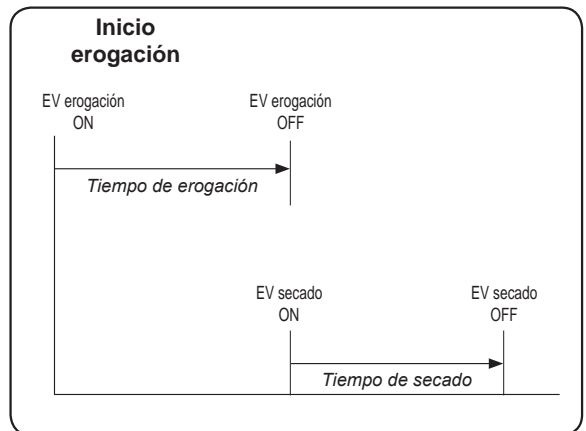 Inicio
erogación
EV erogación
ON
EV erogación
OFF
Tiempo de erogación
EV secado
ON
EV secado
OFF
Tiempo de secado